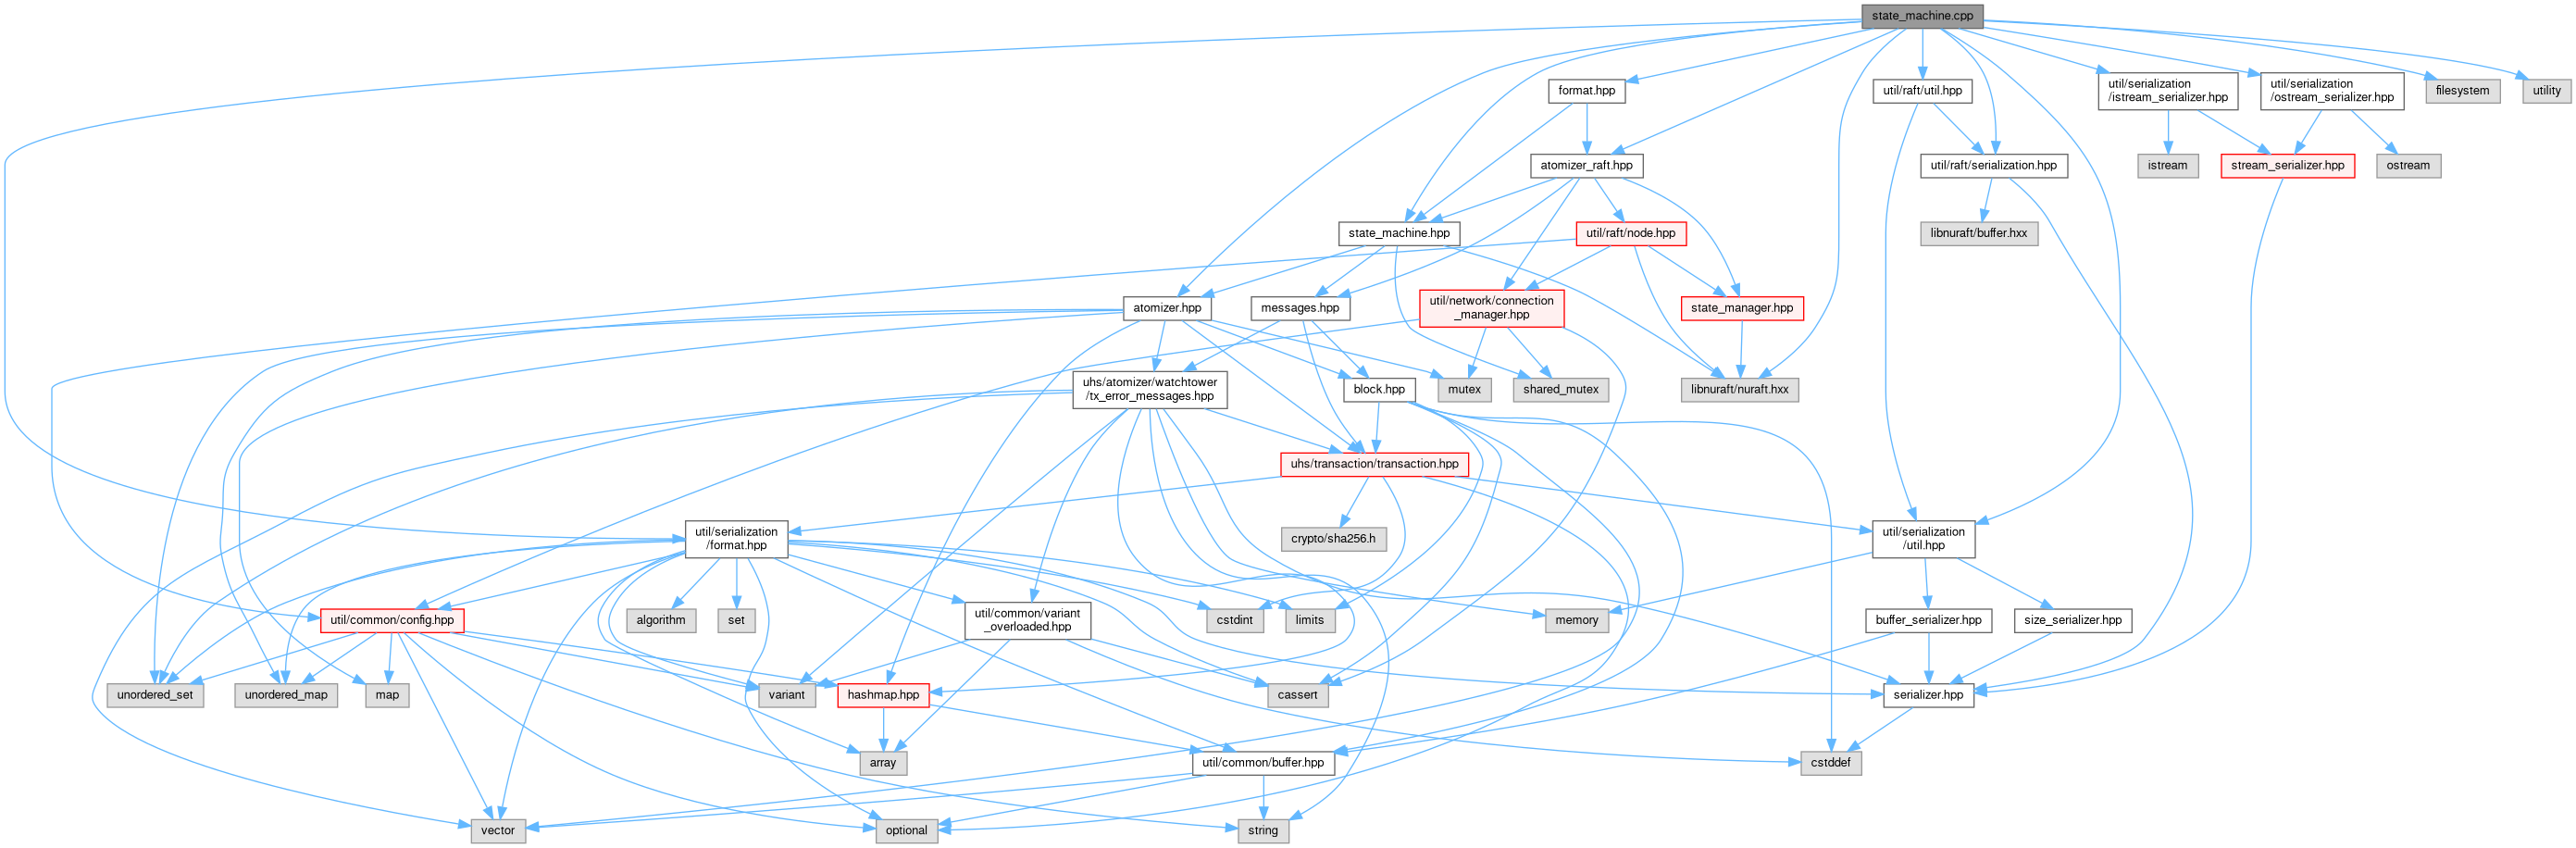 state_machine.cpp
format.hpp
util/raft/util.hpp
util/serialization
/istream_serializer.hpp
util/serialization
/ostream_serializer.hpp
filesystem
utility
atomizer_raft.hpp
util/raft/serialization.hpp
istream
stream_serializer.hpp
ostream
state_machine.hpp
util/raft/node.hpp
libnuraft/buffer.hxx
atomizer.hpp
messages.hpp
util/network/connection
_manager.hpp
state_manager.hpp
uhs/atomizer/watchtower
/tx_error_messages.hpp
block.hpp
mutex
shared_mutex
libnuraft/nuraft.hxx
uhs/transaction/transaction.hpp
util/serialization
/format.hpp
crypto/sha256.h
util/serialization
/util.hpp
util/common/config.hpp
algorithm
set
util/common/variant
_overloaded.hpp
cstdint
limits
memory
buffer_serializer.hpp
size_serializer.hpp
unordered_set
unordered_map
map
variant
hashmap.hpp
cassert
serializer.hpp
array
util/common/buffer.hpp
cstddef
vector
optional
string